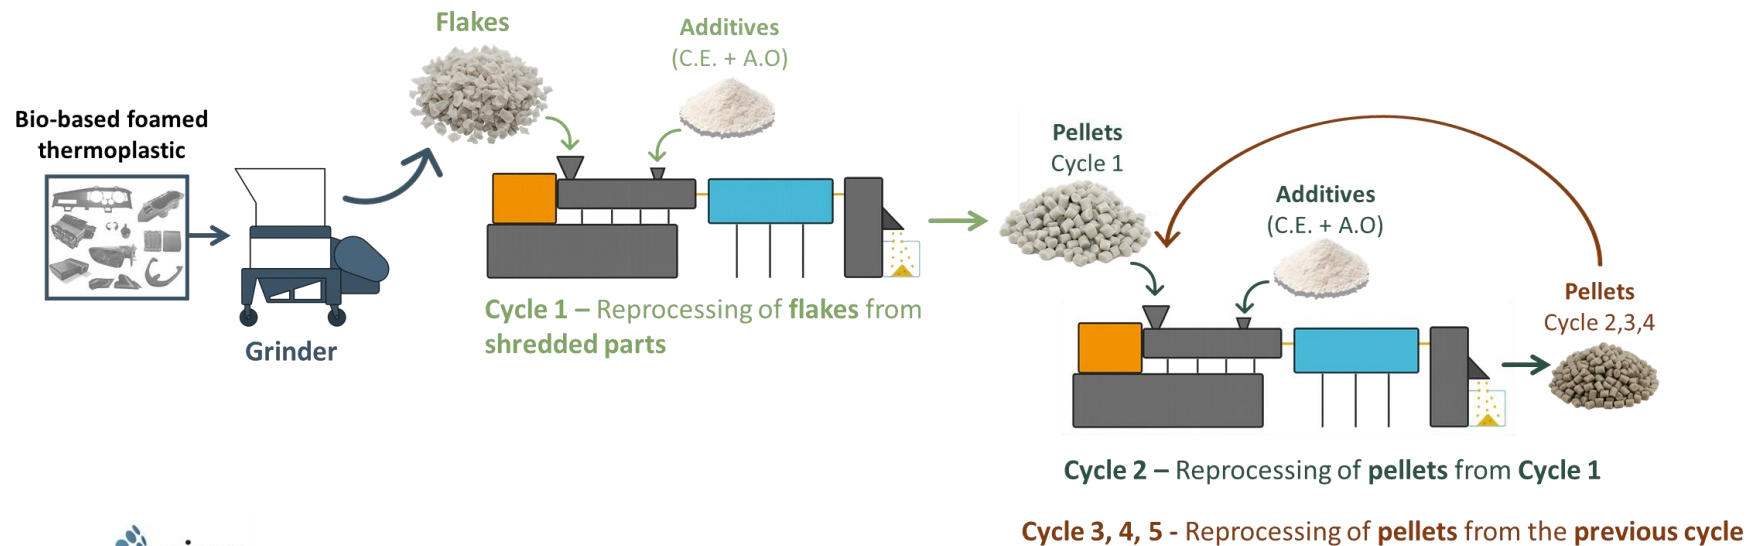 Flakes
Additives
(C.E. + A.O)
Bio-based foamed
thermoplastic
Grinder
Cycle 1 – Reprocessing of flakes from
shredded parts
Pellets
Cycle 1
Additives
(C.E. + A.O)
Pellets
Cycle 2,3,4
Cycle 2 – Reprocessing of pellets from Cycle 1
Cycle 3, 4, 5 - Reprocessing of pellets from the previous cycle